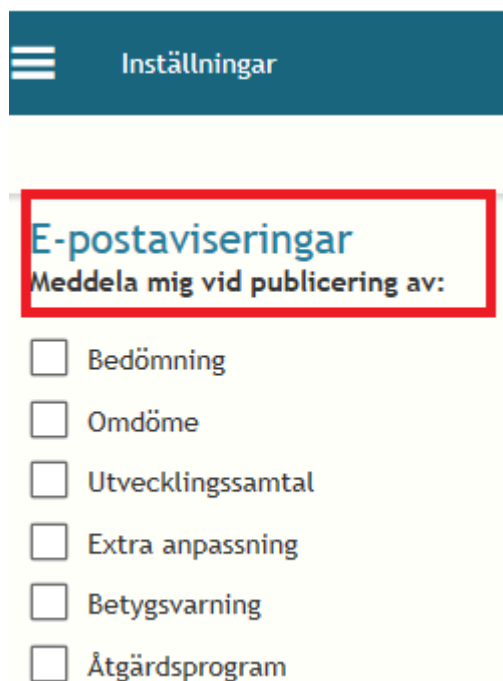 Inställningar
E-postaviseringar
Meddela mig vid publicering av:
Bedömning
Omdöme
Utvecklingssamtal
Extra anpassning
Betygsvarning
Åtgärdsprogram